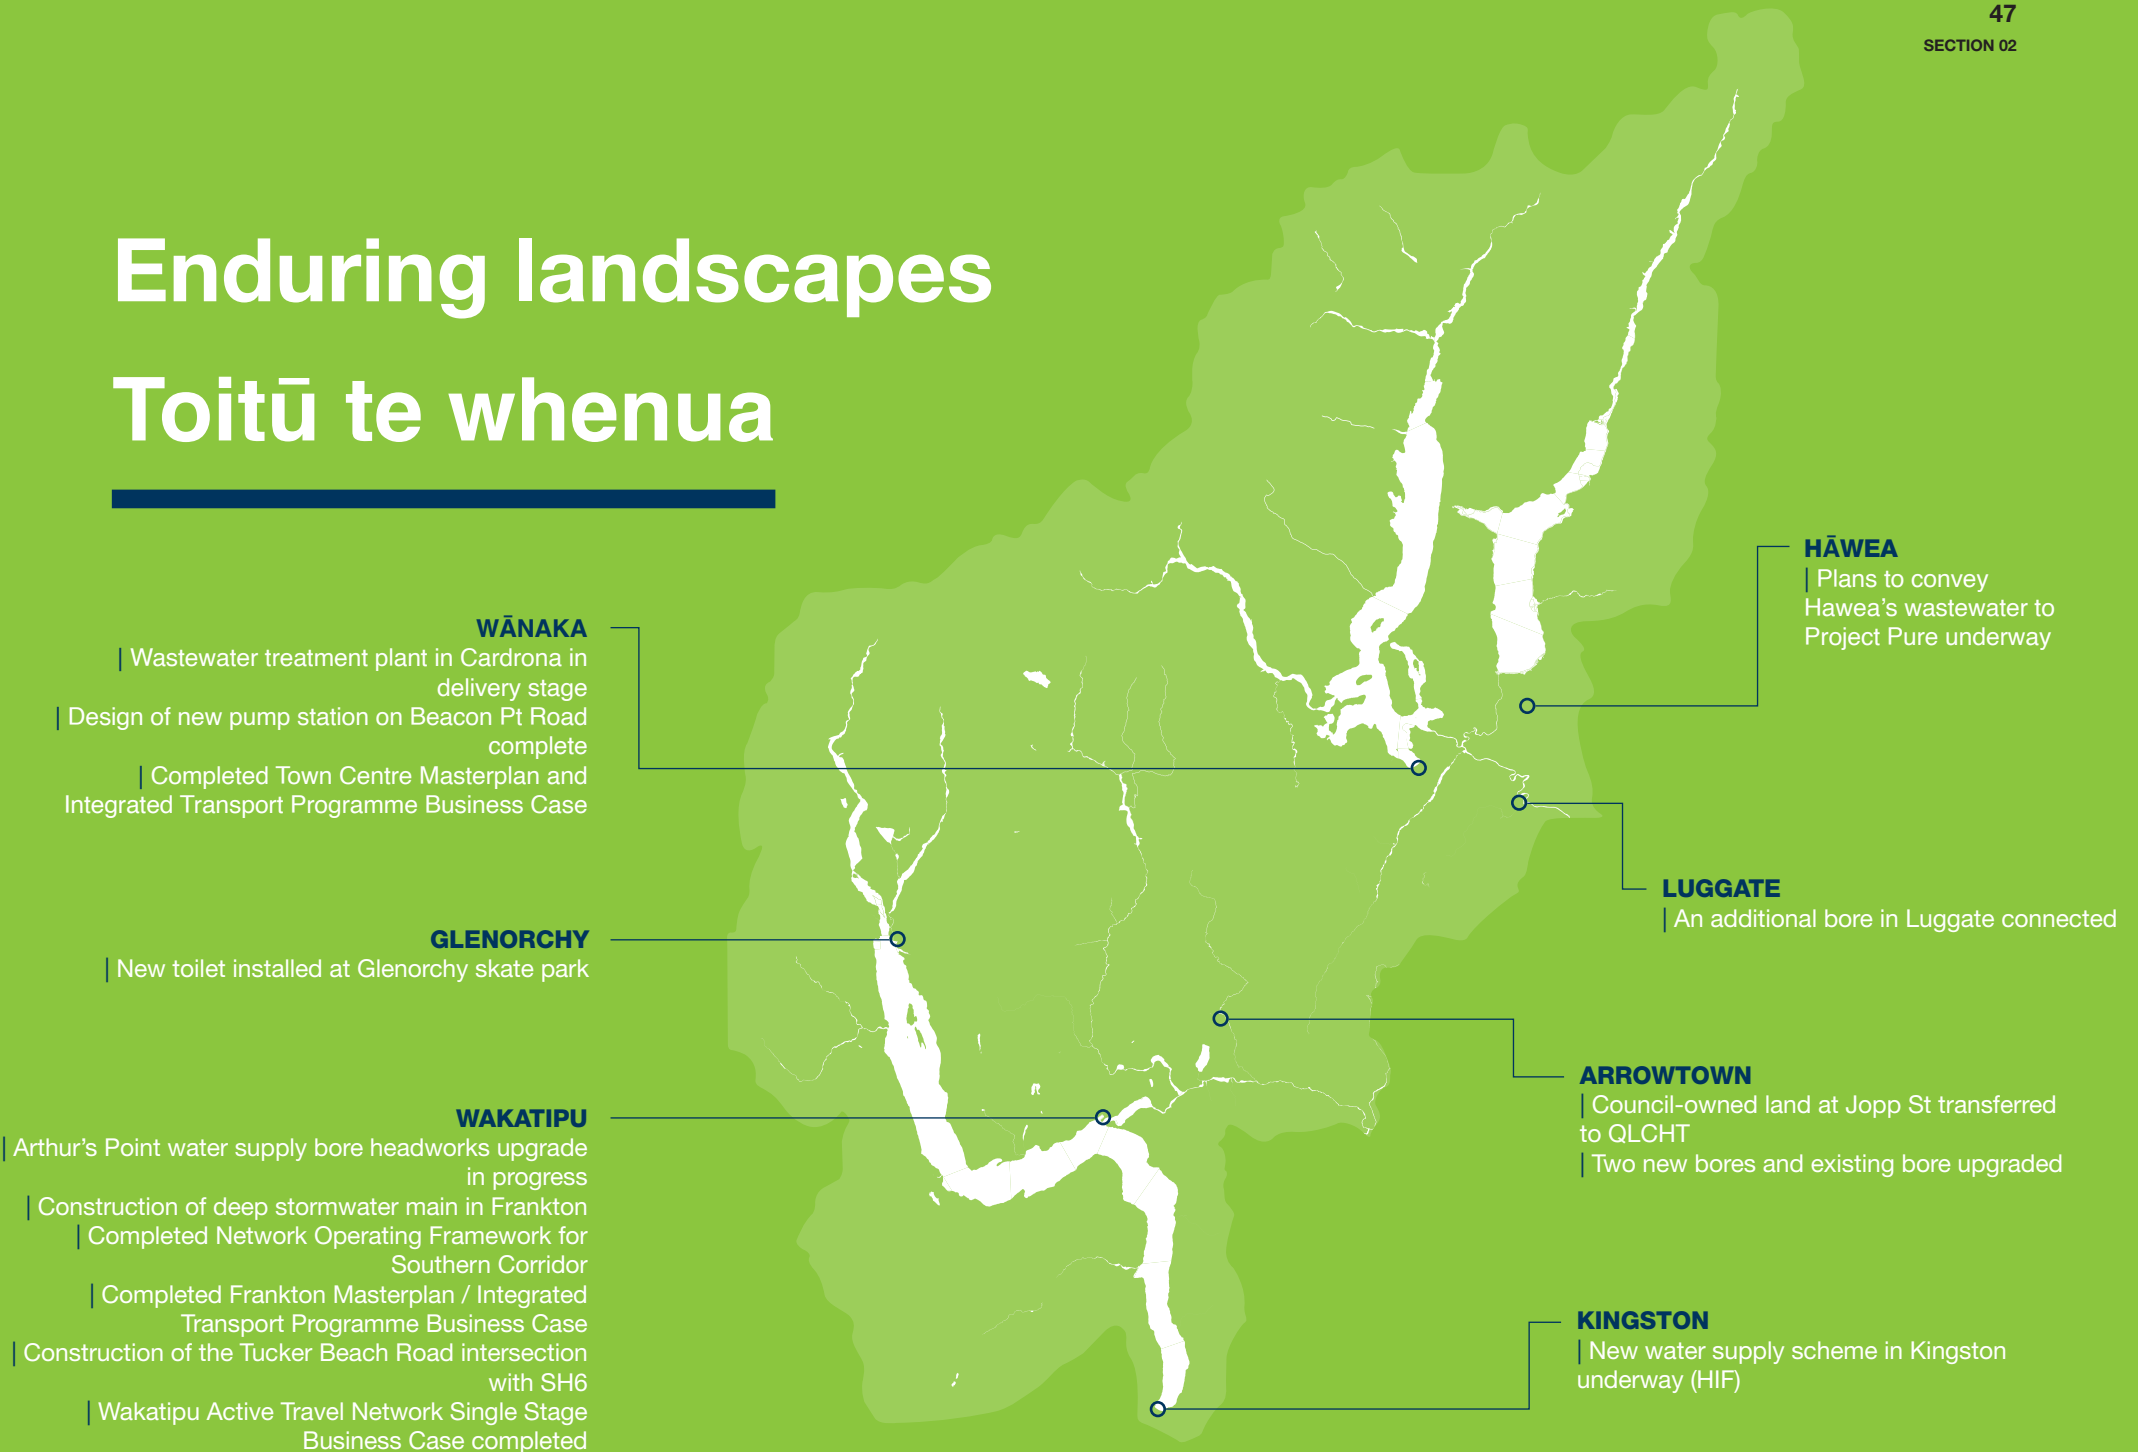 47
SECTION 02
Enduring landscapes
Toitū te whenua
WĀNAKA
| Wastewater treatment plant in Cardrona in
delivery stage
| Design of new pump station on Beacon Pt Road
complete
| Completed Town Centre Masterplan and
Integrated Transport Programme Business Case
GLENORCHY
| New toilet installed at Glenorchy skate park
WAKATIPU
| Arthur’s Point water supply bore headworks upgrade
in progress
| Construction of deep stormwater main in Frankton
| Completed Network Operating Framework for
Southern Corridor
| Completed Frankton Masterplan / Integrated
Transport Programme Business Case
| Construction of the Tucker Beach Road intersection
with SH6
| Wakatipu Active Travel Network Single Stage
Business Case completed
HĀWEA
| Plans to convey
Hawea’s wastewater to
Project Pure underway
LUGGATE
| An additional bore in Luggate connected
ARROWTOWN
| Council-owned land at Jopp St transferred
to QLCHT
| Two new bores and existing bore upgraded
KINGSTON
| New water supply scheme in Kingston
underway (HIF)